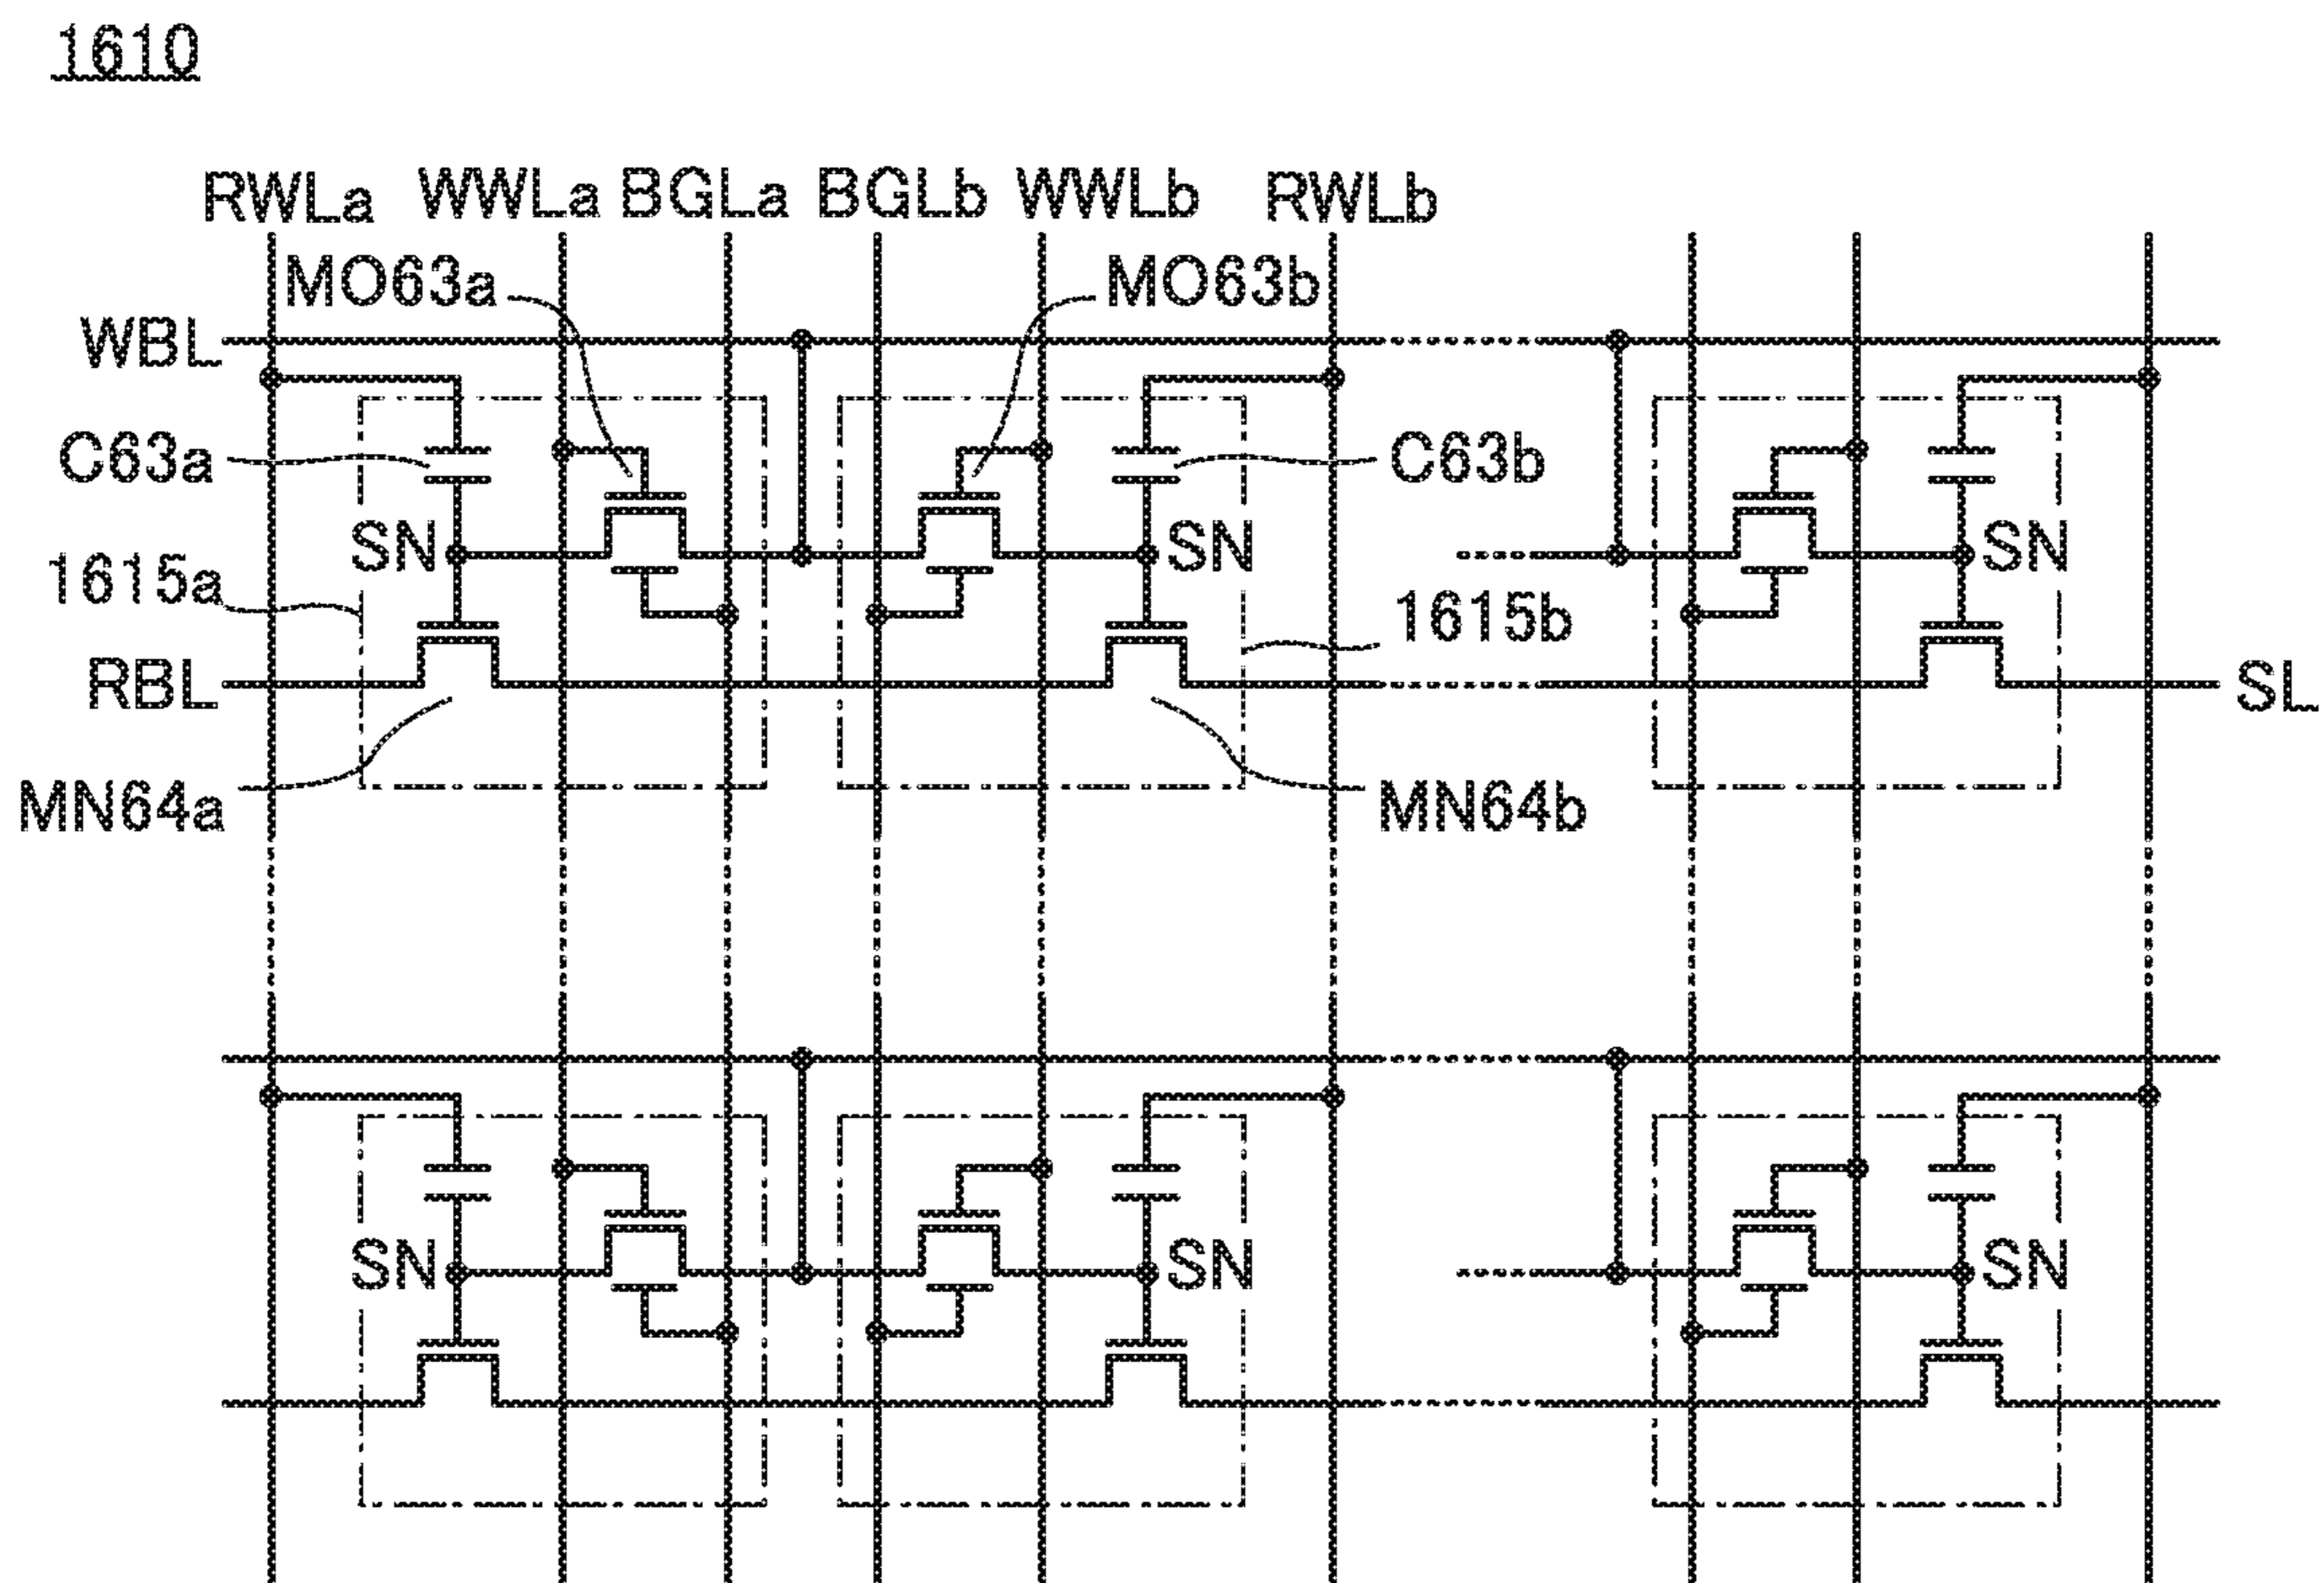 1610
RWLa WWLa BGLa BGLb WWLb RWLb
MO63a MO63b
WBL
C63a C63b
SN SN SN
1615a 1615b
RBL SL
MN64a MN64b
SN SN SN